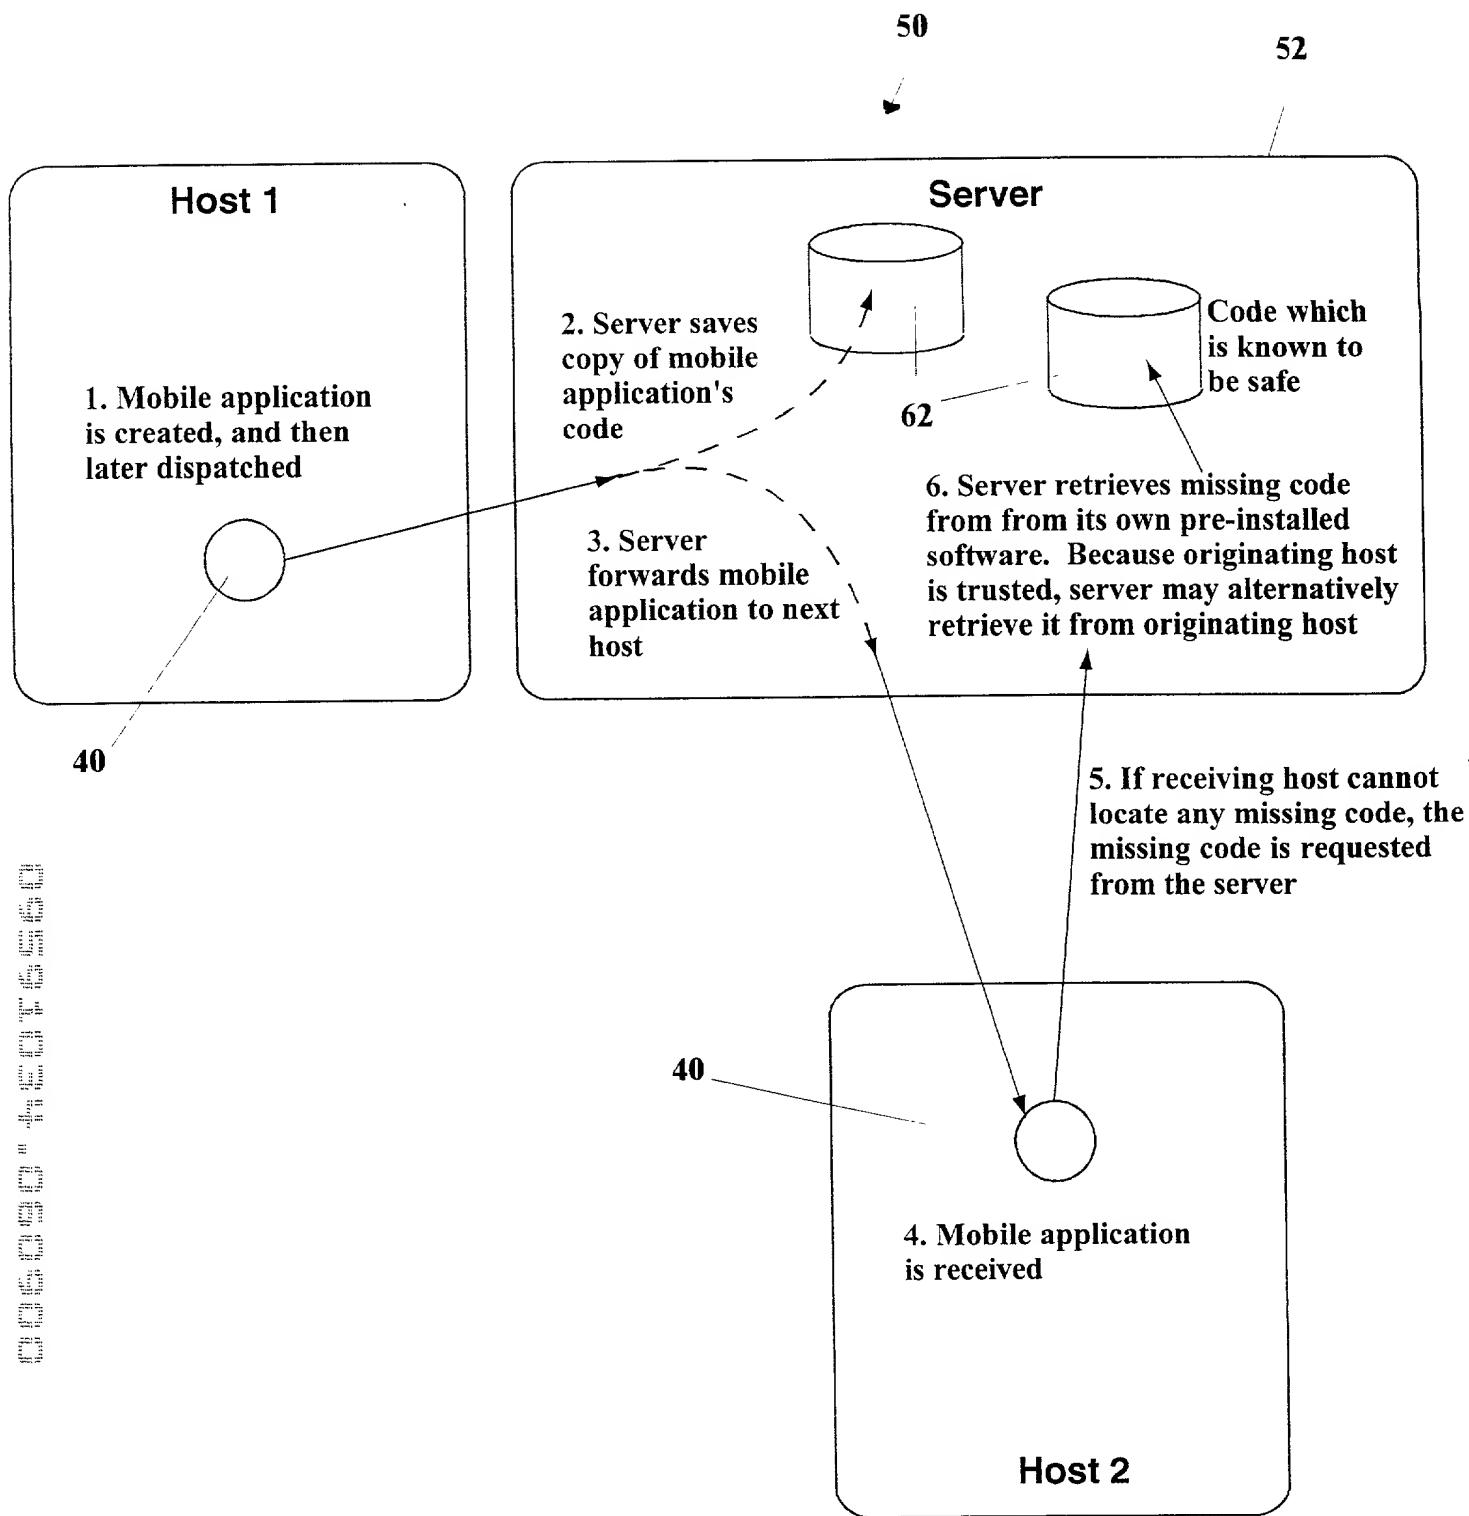 50
52
Host 1
Server
2. Server saves
copy of mobile
application's
code
Code which
is known to
be safe
62
1. Mobile application
is created, and then
later dispatched
6. Server retrieves missing code
from from its own pre-installed
software. Because originating host
is trusted, server may alternatively
retrieve it from originating host
3. Server
forwards mobile
application to next
host
40
5. If receiving host cannot
locate any missing code, the
missing code is requested
from the server
40
4. Mobile application
is received
Host 2